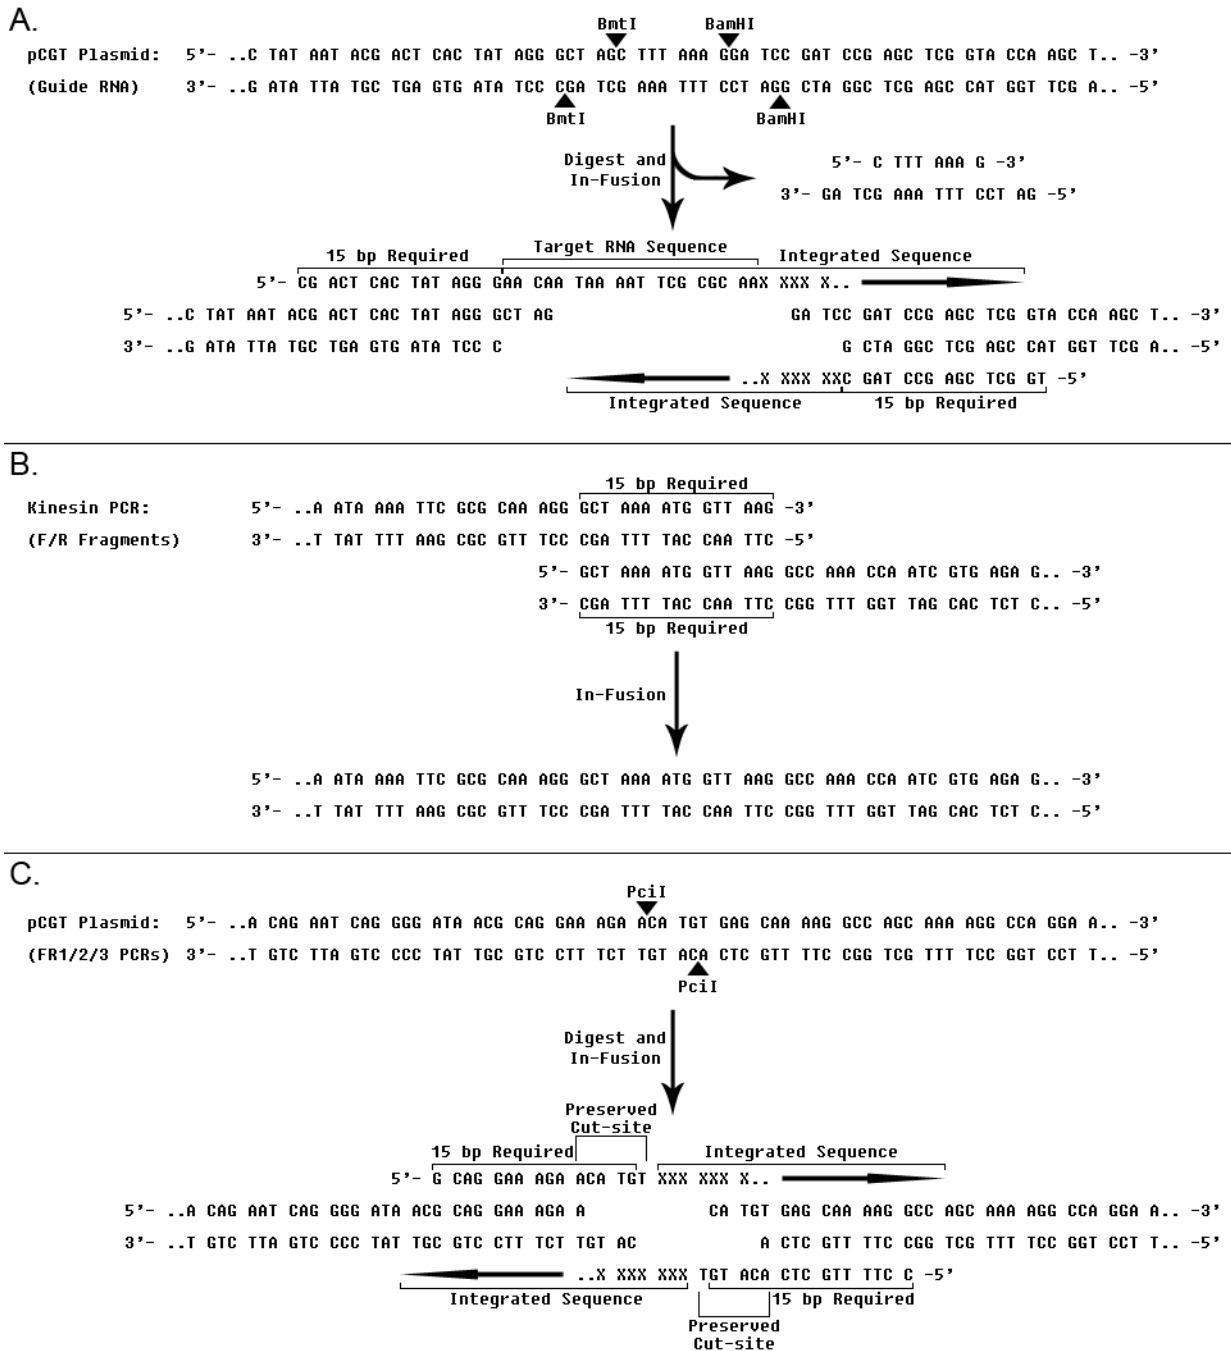 A.
BmtI BamHI
pCGT Plasmid: 5'- ..C TAT AAT ACG ACT CAC TAT AGG GCT AGC TTT AAA GGA TCC GAT CCG AGC TCG GTA CCA AGC T.. -3'
(Guide RNA) 3'- ..G ATA TTA TGC TGA GTG ATA TCC CGA TCG AAA TTT CCT AGG CTA GGC TCG AGC CAT GGT TCG A.. -5'
BmtI BamHI
Digest and
In-Fusion
5'- C TTT AAA G -3'
3'- GA TCG AAA TTT CCT AG -5'
15 bp Required Target RNA Sequence Integrated Sequence
5'- CG ACT CAC TAT AGG GAA CAA TAA AAT TCG CGC AAX XXX X..
5'- ..C TAT AAT ACG ACT CAC TAT AGG GCT AG GA TCC GAT CCG AGC TCG GTA CCA AGC T.. -3'
3'- ..G ATA TTA TGC TGA GTG ATA TCC C G CTA GGC TCG AGC CAT GGT TCG A.. -5'
..X XXX XXC GAT CCG AGC TCG GT -5'
Integrated Sequence 15 bp Required
B.
15 bp Required
Kinesin PCR: 5'- ..A ATA AAA TTC GCG CAA AGG GCT AAA ATG GTT AAG -3'
(F/R Fragments) 3'- ..T TAT TTT AAG CGC GTT TCC CGA TTT TAC CAA TTC -5'
5'- GCT AAA ATG GTT AAG GCC AAA CCA ATC GTG AGA G.. -3'
3'- CGA TTT TAC CAA TTC CGG TTT GGT TAG CAC TCT C.. -5'
15 bp Required
In-Fusion
5'- ..A ATA AAA TTC GCG CAA AGG GCT AAA ATG GTT AAG GCC AAA CCA ATC GTG AGA G.. -3'
3'- ..T TAT TTT AAG CGC GTT TCC CGA TTT TAC CAA TTC CGG TTT GGT TAG CAC TCT C.. -5'
C.
PciI
pCGT Plasmid: 5'- ..A CAG AAT CAG GGG ATA ACG CAG GAA AGA ACA TGT GAG CAA AAG GCC AGC AAA AGG CCA GGA A.. -3'
(FR1/2/3 PCRs) 3'- ..T GTC TTA GTC CCC TAT TGC GTC CTT TCT TGT ACA CTC GTT TTC CGG TCG TTT TCC GGT CCT T.. -5'
PciI
Digest and
In-Fusion
Preserved
Cut-site
15 bp Required Integrated Sequence
5'- G CAG GAA AGA ACA TGT XXX XXX X..
5'- ..A CAG AAT CAG GGG ATA ACG CAG GAA AGA A CA TGT GAG CAA AAG GCC AGC AAA AGG CCA GGA A.. -3'
3'- ..T GTC TTA GTC CCC TAT TGC GTC CTT TCT TGT AC A CTC GTT TTC CGG TCG TTT TCC GGT CCT T.. -5'
..X XXX XXX TGT ACA CTC GTT TTC C -5'
Integrated Sequence 15 bp Required
Preserved
Cut-site